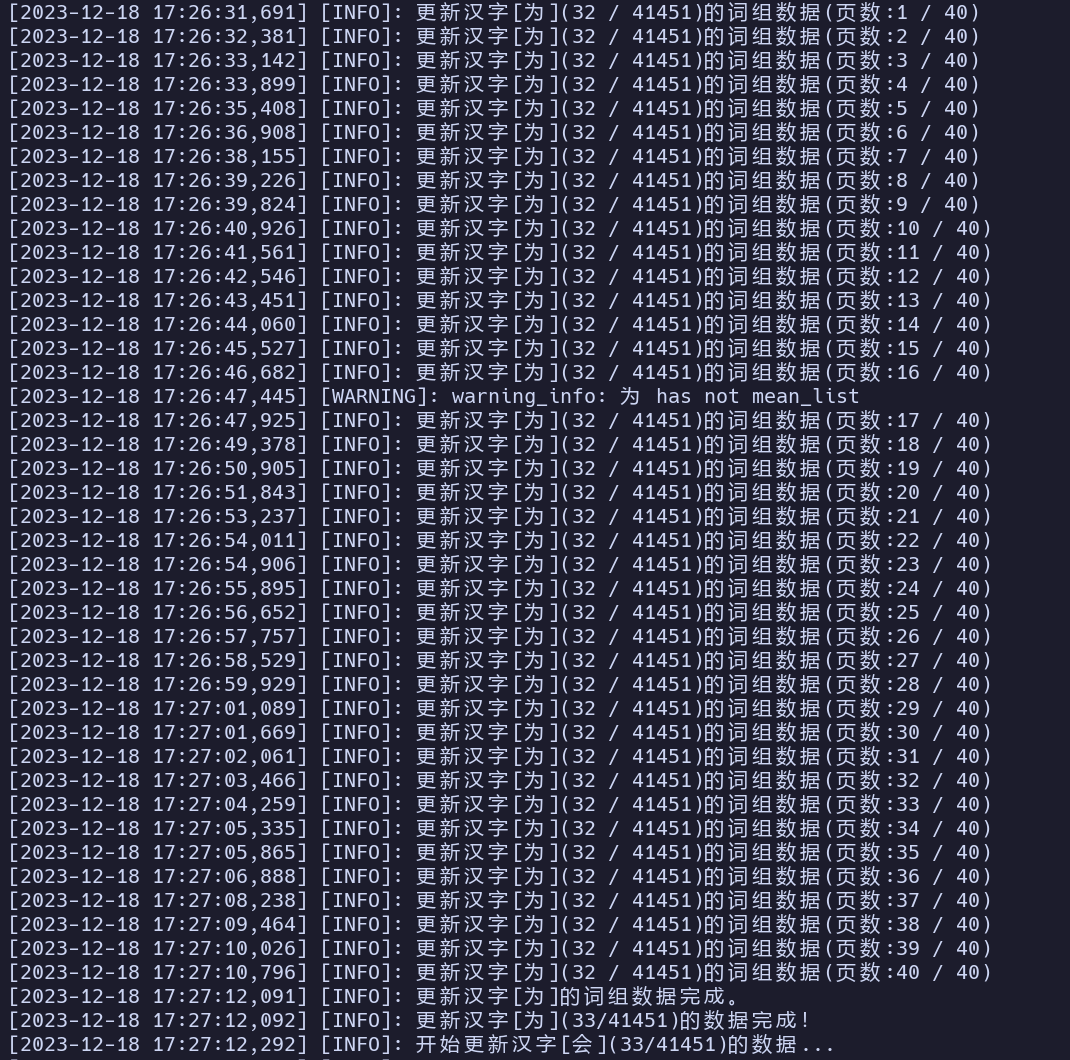 [2023-12-18 17:26:31,691] [INFO]: 更新汉字[为](32 / 41451)的词组数据(页数:1 / 40)
[2023-12-18 17:26:32,381] [INFO]: 更新汉字[为](32 / 41451)的词组数据(页数:2 / 40)
[2023-12-18 17:26:33,142] [INFO]: 更新汉字[为](32 / 41451)的词组数据(页数:3 / 40)
[2023-12-18 17:26:33,899] [INFO]: 更新汉字[为](32 / 41451)的词组数据(页数:4 / 40)
[2023-12-18 17:26:35,408] [INFO]: 更新汉字[为](32 / 41451)的词组数据(页数:5 / 40)
[2023-12-18 17:26:36,908] [INFO]: 更新汉字[为](32 / 41451)的词组数据(页数:6 / 40)
[2023-12-18 17:26:38,155] [INFO]: 更新汉字[为](32 / 41451)的词组数据(页数:7 / 40)
[2023-12-18 17:26:39,226] [INFO]: 更新汉字[为](32 / 41451)的词组数据(页数:8 / 40)
[2023-12-18 17:26:39,824] [INFO]: 更新汉字[为](32 / 41451)的词组数据(页数:9 / 40)
[2023-12-18 17:26:40,926] [INFO]: 更新汉字[为](32 / 41451)的词组数据(页数:10 / 40)
[2023-12-18 17:26:41,561] [INFO]: 更新汉字[为](32 / 41451)的词组数据(页数:11 / 40)
[2023-12-18 17:26:42,546] [INFO]: 更新汉字[为](32 / 41451)的词组数据(页数:12 / 40)
[2023-12-18 17:26:43,451] [INFO]: 更新汉字[为](32 / 41451)的词组数据(页数:13 / 40)
[2023-12-18 17:26:44,060] [INFO]: 更新汉字[为](32 / 41451)的词组数据(页数:14 / 40)
[2023-12-18 17:26:45,527] [INFO]: 更新汉字[为](32 / 41451)的词组数据(页数:15 / 40)
[2023-12-18 17:26:46,682] [INFO]: 更新汉字[为](32 / 41451)的词组数据(页数:16 / 40)
[2023-12-18 17:26:47,445] [WARNING]: warning_info: 为 has not mean_list
[2023-12-18 17:26:47,925] [INFO]: 更新汉字[为](32 / 41451)的词组数据(页数:17 / 40)
[2023-12-18 17:26:49,378] [INFO]: 更新汉字[为](32 / 41451)的词组数据(页数:18 / 40)
[2023-12-18 17:26:50,905] [INFO]: 更新汉字[为](32 / 41451)的词组数据(页数:19 / 40)
[2023-12-18 17:26:51,843] [INFO]: 更新汉字[为](32 / 41451)的词组数据(页数:20 / 40)
[2023-12-18 17:26:53,237] [INFO]: 更新汉字[为](32 / 41451)的词组数据(页数:21 / 40)
[2023-12-18 17:26:54,011] [INFO]: 更新汉字[为](32 / 41451)的词组数据(页数:22 / 40)
[2023-12-18 17:26:54,906] [INFO]: 更新汉字[为](32 / 41451)的词组数据(页数:23 / 40)
[2023-12-18 17:26:55,895] [INFO]: 更新汉字[为](32 / 41451)的词组数据(页数:24 / 40)
[2023-12-18 17:26:56,652] [INFO]: 更新汉字[为](32 / 41451)的词组数据(页数:25 / 40)
[2023-12-18 17:26:57,757] [INFO]: 更新汉字[为](32 / 41451)的词组数据(页数:26 / 40)
[2023-12-18 17:26:58,529] [INFO]: 更新汉字[为](32 / 41451)的词组数据(页数:27 / 40)
[2023-12-18 17:26:59,929] [INFO]: 更新汉字[为](32 / 41451)的词组数据(页数:28 / 40)
[2023-12-18 17:27:01,089] [INFO]: 更新汉字[为](32 / 41451)的词组数据(页数:29 / 40)
[2023-12-18 17:27:01,669] [INFO]: 更新汉字[为](32 / 41451)的词组数据(页数:30 / 40)
[2023-12-18 17:27:02,061] [INFO]: 更新汉字[为](32 / 41451)的词组数据(页数:31 / 40)
[2023-12-18 17:27:03,466] [INFO]: 更新汉字[为](32 / 41451)的词组数据(页数:32 / 40)
[2023-12-18 17:27:04,259] [INFO]: 更新汉字[为](32 / 41451)的词组数据(页数:33 / 40)
[2023-12-18 17:27:05,335] [INFO]: 更新汉字[为](32 / 41451)的词组数据(页数:34 / 40)
[2023-12-18 17:27:05,865] [INFO]: 更新汉字[为](32 / 41451)的词组数据(页数:35 / 40)
[2023-12-18 17:27:06,888] [INFO]: 更新汉字[为](32 / 41451)的词组数据(页数:36 / 40)
[2023-12-18 17:27:08,238] [INFO]: 更新汉字[为](32 / 41451)的词组数据(页数:37 / 40)
[2023-12-18 17:27:09,464] [INFO]: 更新汉字[为](32 / 41451)的词组数据(页数:38 / 40)
[2023-12-18 17:27:10,026] [INFO]: 更新汉字[为](32 / 41451)的词组数据(页数:39 / 40)
[2023-12-18 17:27:10,796] [INFO]: 更新汉字[为](32 / 41451)的词组数据(页数:40 / 40)
[2023-12-18 17:27:12,091] [INFO]: 更新汉字[为]的词组数据完成。
[2023-12-18 17:27:12,092] [INFO]: 更新汉字[为](33/41451)的数据完成！
[2023-12-18 17:27:12,292] [INFO]: 开始更新汉字[会](33/41451)的数据...